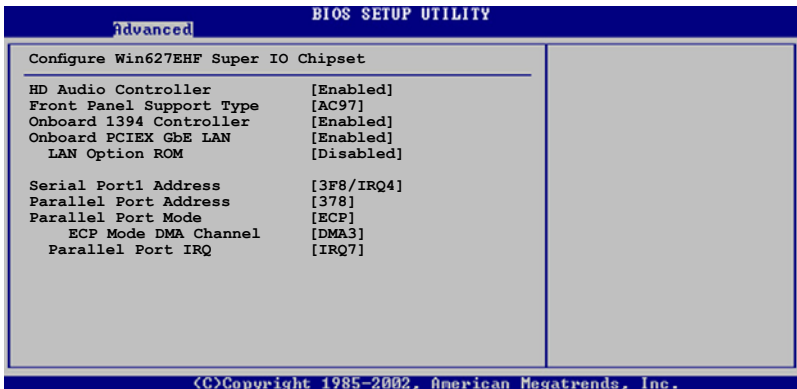 BIOS SETUP UTILITY
Advanced
Configure Win627EHF Super IO Chipset
HD Audio Controller [Enabled]
Front Panel Support Type [AC97]
Onboard 1394 Controller [Enabled]
Onboard PCIEX GbE LAN [Enabled]
LAN Option ROM [Disabled]
Serial Port1 Address [3F8/IRQ4]
Parallel Port Address [378]
Parallel Port Mode [ECP]
ECP Mode DMA Channel [DMA3]
Parallel Port IRQ [IRQ7]
(C)Copyright 1985-2002, American Megatrends, Inc.